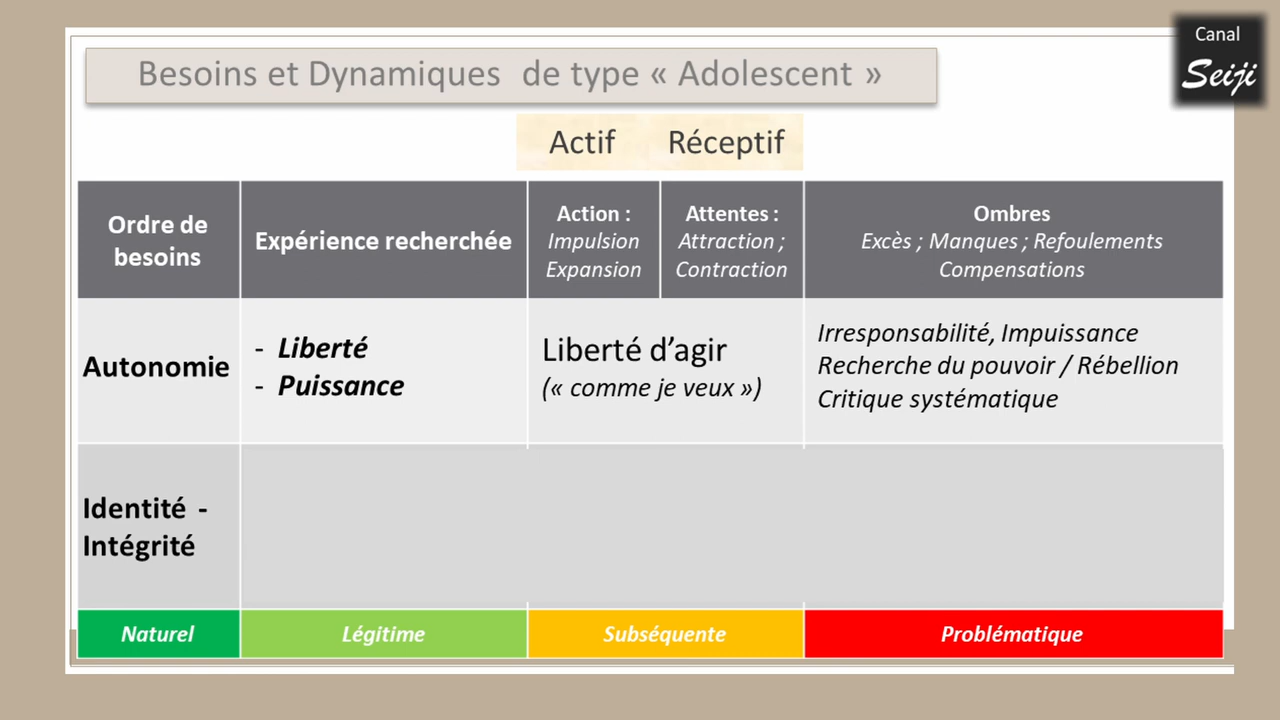 Canal
Seiji
Besoins et Dynamiques de type « Adolescent »
Actif Réceptif
Ordre de
besoins
Expérience recherchée
Action :
Impulsion
Expansion
Attentes :
Attraction ;
Contraction
Ombres
Excès ; Manques ; Refoulements
Compensations
Autonomie
- Liberté
- Puissance
Liberté d’agir
(« comme je veux »)
Irresponsabilité, Impuissance
Recherche du pouvoir / Rébellion
Critique systématique
Identité -
Intégrité
Naturel
Légitime
Subséquente
Problématique